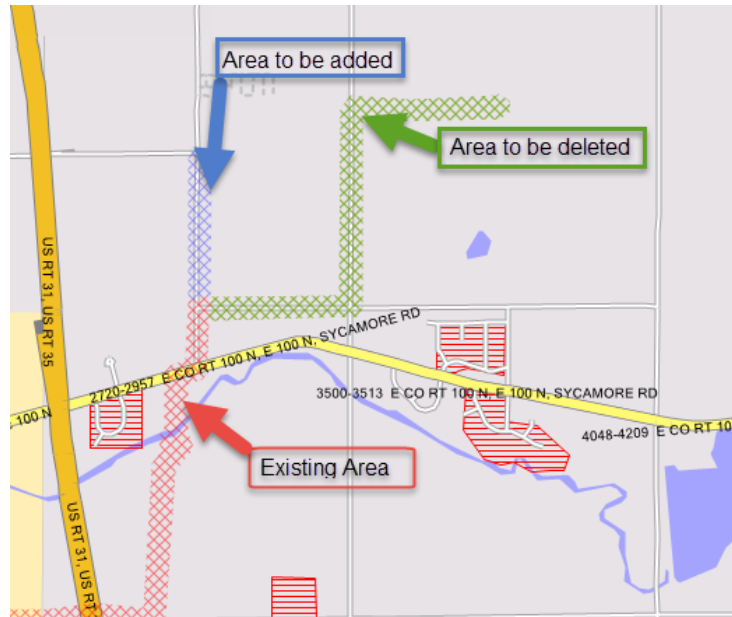 Area to be added
Area to be deleted
US RT 31, US RT 35
2720-2957 E CO RT 100 N, E 100 N, SYCAMORE RD
3500-3513 E CO RT 100 N, E 100 N, SYCAMORE RD
100 N
4048-4209 E CO RT 10
Existing Area
US RT 31, US RT